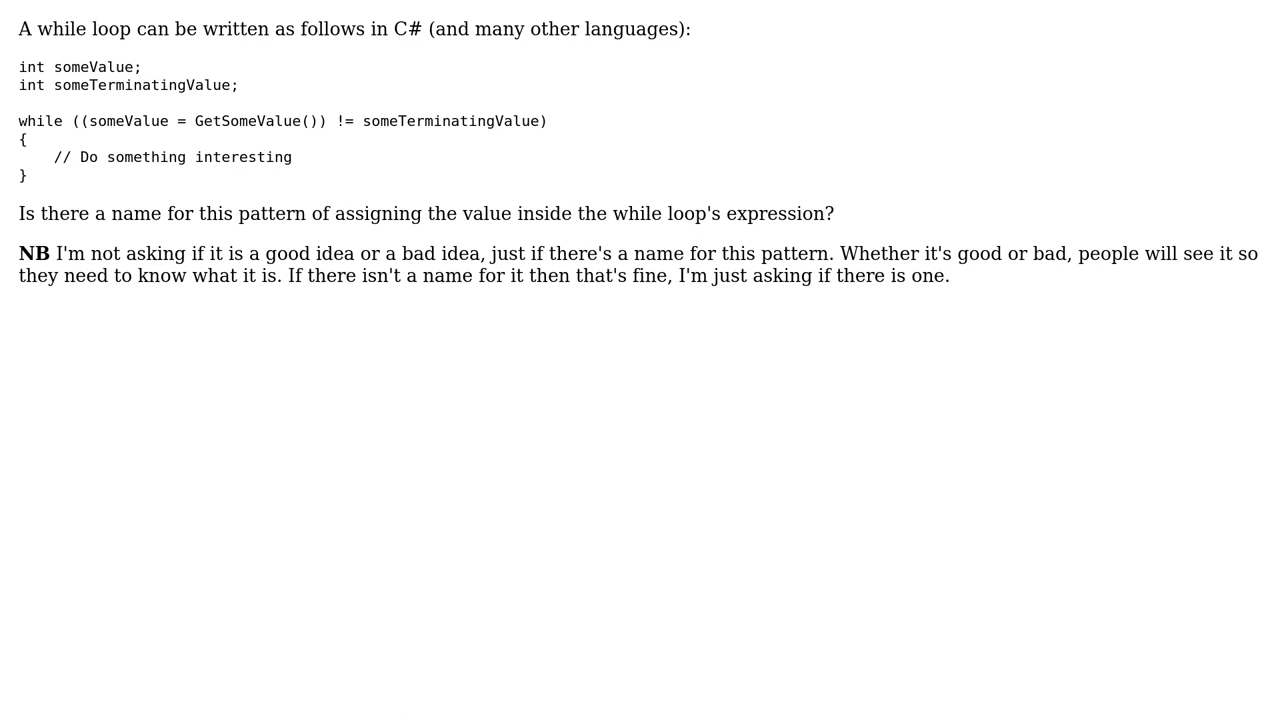 A while loop can be written as follows in C# (and many other languages):
int someValue;
int someTerminatingValue;
while ((someValue = GetSomeValue()) != someTerminatingValue)
{
    // Do something interesting
}
Is there a name for this pattern of assigning the value inside the while loop's expression?
NB I'm not asking if it is a good idea or a bad idea, just if there's a name for this pattern. Whether it's good or bad, people will see it so
they need to know what it is. If there isn't a name for it then that's fine, I'm just asking if there is one.